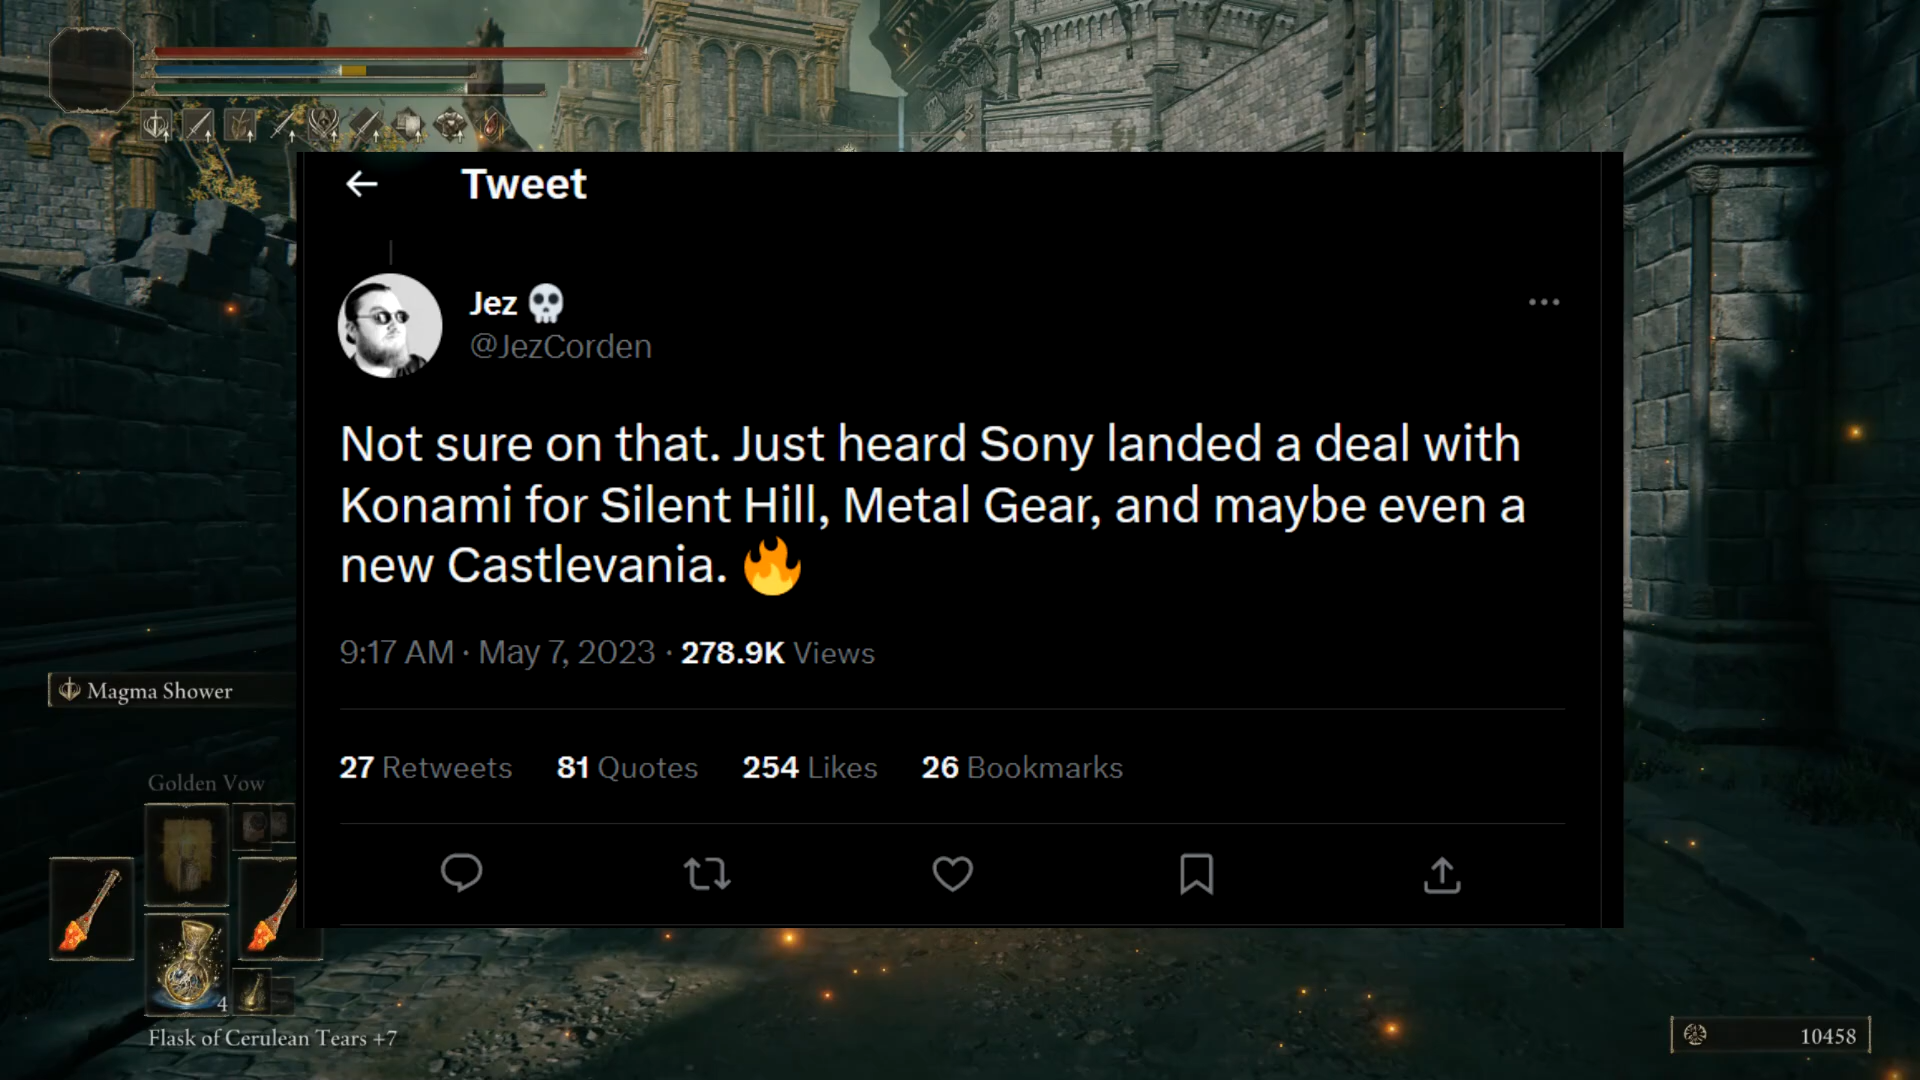 Tweet
Jez 💀
@JezCorden
Not sure on that. Just heard Sony landed a deal with
Konami for Silent Hill, Metal Gear, and maybe even a
new Castlevania. 🔥
9:17 AM · May 7, 2023 · 278.9K Views
27 Retweets 81 Quotes 254 Likes 26 Bookmarks
Magma Shower
Golden Vow
4
Flask of Cerulean Tears +7
10458